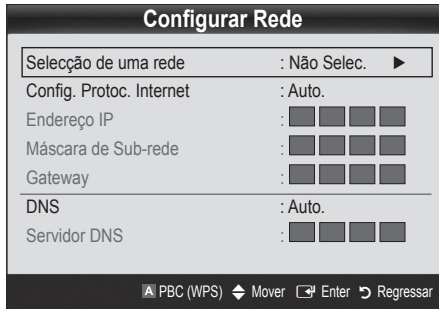 Configurar Rede
Selecção de uma rede : Não Selec. ►
Config. Protoc. Internet : Auto.
Endereço IP :
Máscara de Sub-rede :
Gateway :
DNS : Auto.
Servidor DNS :
A PBC (WPS) Mover Enter Regressar